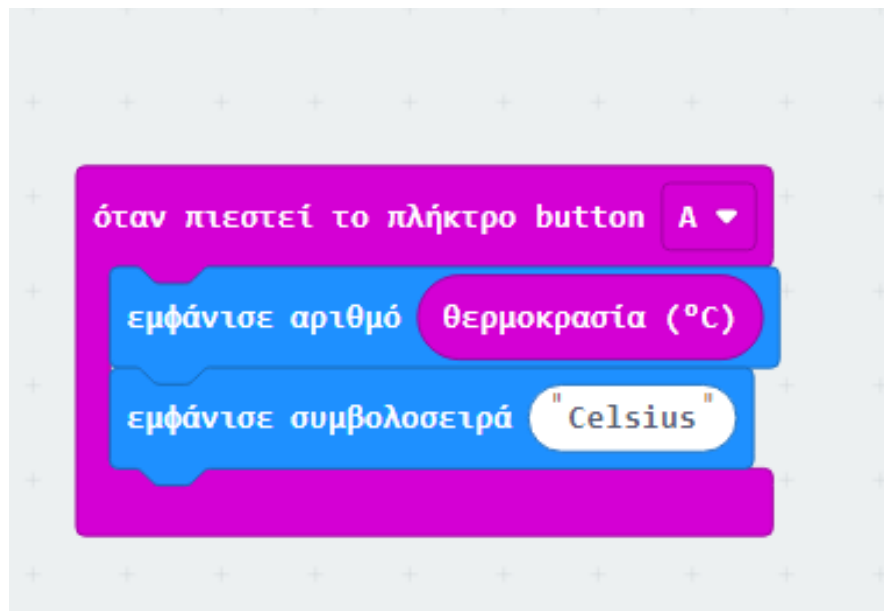 όταν πιεστεί το πλήκτρο button A
εμφάνισε αριθμό θερμοκρασία (°C)
εμφάνισε συμβολοσειρά "Celsius"